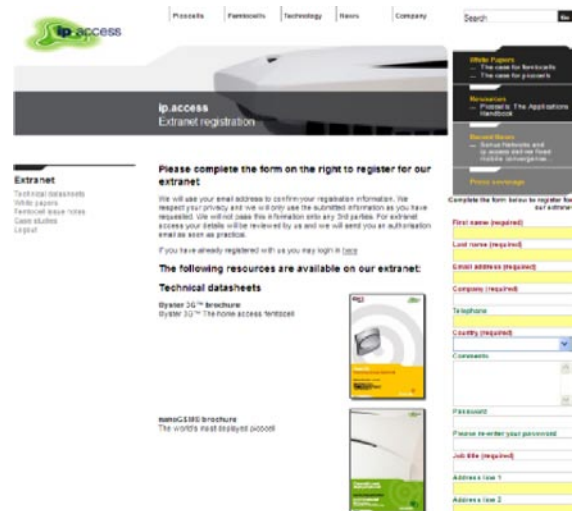 ip.access
Picocells
Femtocells
Technology
News
Company
Search
Go
ip.access
Extranet registration
White Papers
The case for femtocells
The case for picocells
Resources
Picocells: The Applications
Handbook
Recent News
Sonus Networks and
ip.access deliver fixed
mobile convergence...
Press coverage
Extranet
Technical datasheets
White papers
Femtocell issue notes
Case studies
Logout
Please complete the form on the right to register for our
extranet
We will use your email address to confirm your registration information. We
respect your privacy and we will only use the submitted information as you have
requested. We will not pass this information onto any 3rd parties. For extranet
access your details will be reviewed by us and we will send you an authorisation
email as soon as practical.
If you have already registered with us you may login in here
The following resources are available on our extranet:
Technical datasheets
Oyster 3G™ brochure
Oyster 3G™ The home access femtocell
nanoGSM® brochure
The world's most deployed picocell
Complete the form below to register for
our extranet
First name (required)
Last name (required)
Email address (required)
Company (required)
Telephone
Country (required)
Comments
Password
Please re-enter your password
Job title (required)
Address line 1
Address line 2